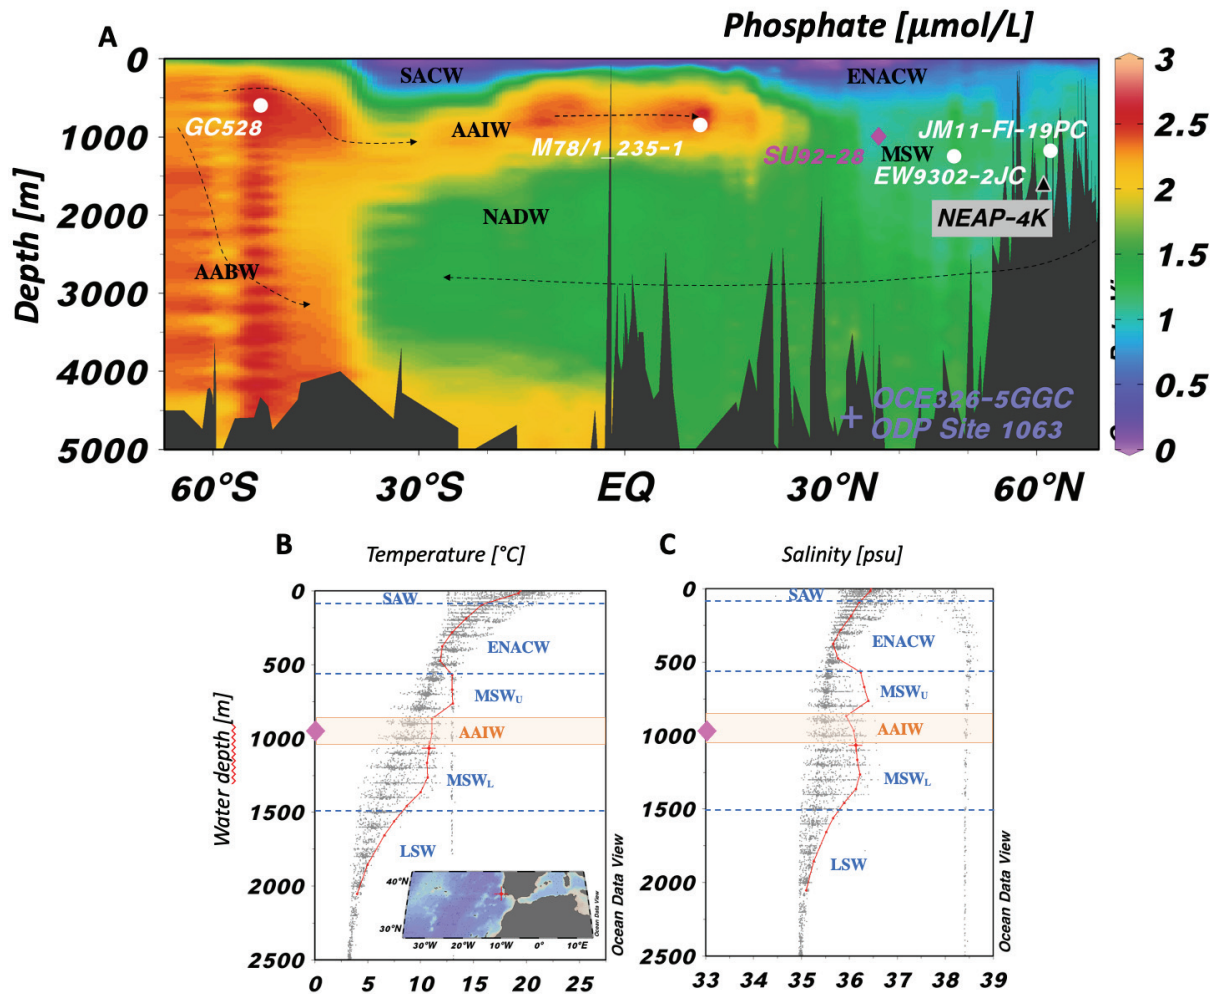 Phosphate [μmol/L]
A
0
1000
2000
3000
4000
5000
Depth [m]
SACW
ENACW
GC528
AAIW
M78/1_235-1
SU92-28
MSW
JM11-FI-19PC
EW9302-2JC
NEAP-4K
NADW
AABW
OCE326-5GGC
ODP Site 1063
60°S
30°S
EQ
30°N
60°N
3
2.5
2
1.5
1
0.5
0
B
Temperature [°C]
0
500
1000
1500
2000
2500
Water depth [m]
SAW
ENACW
MSWU
AAIW
MSWL
LSW
40°N
30°N
30°W
20°W
10°W
0°
10°E
Ocean Data View
0
5
10
15
20
25
Ocean Data View
C
Salinity [psu]
0
500
1000
1500
2000
2500
SAW
ENACW
MSWU
AAIW
MSWL
LSW
33
34
35
36
37
38
39
Ocean Data View